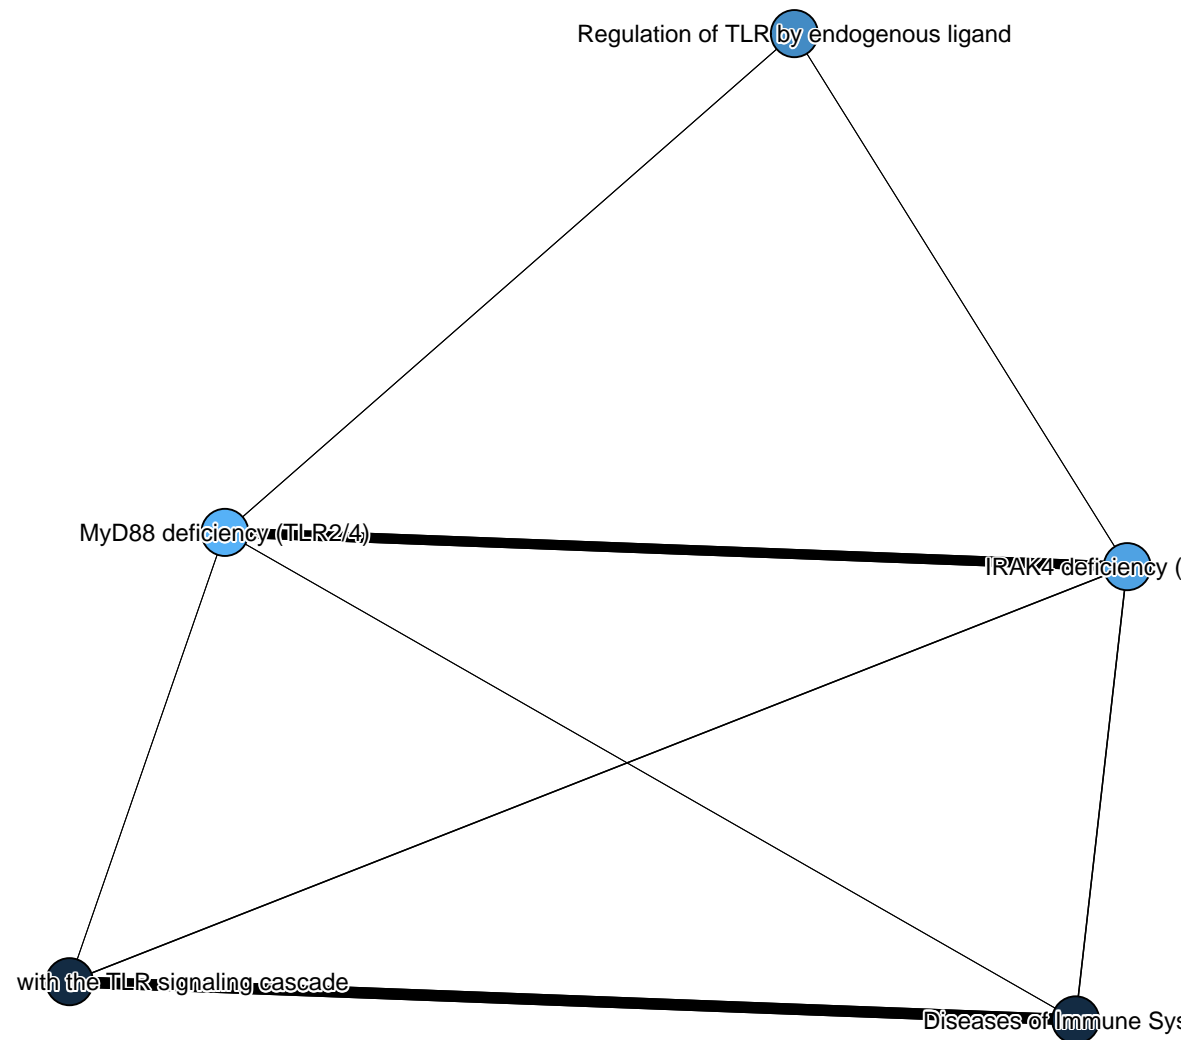 Regulation of TLR by endogenous ligand
MyD88 deficiency (TLR2/4)
IRAK4 deficiency (
with the TLR signaling cascade
Diseases of Immune Sys